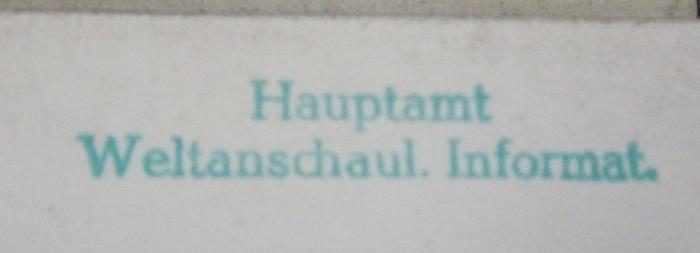 Hauptamt
Weltanschaul. Informat.